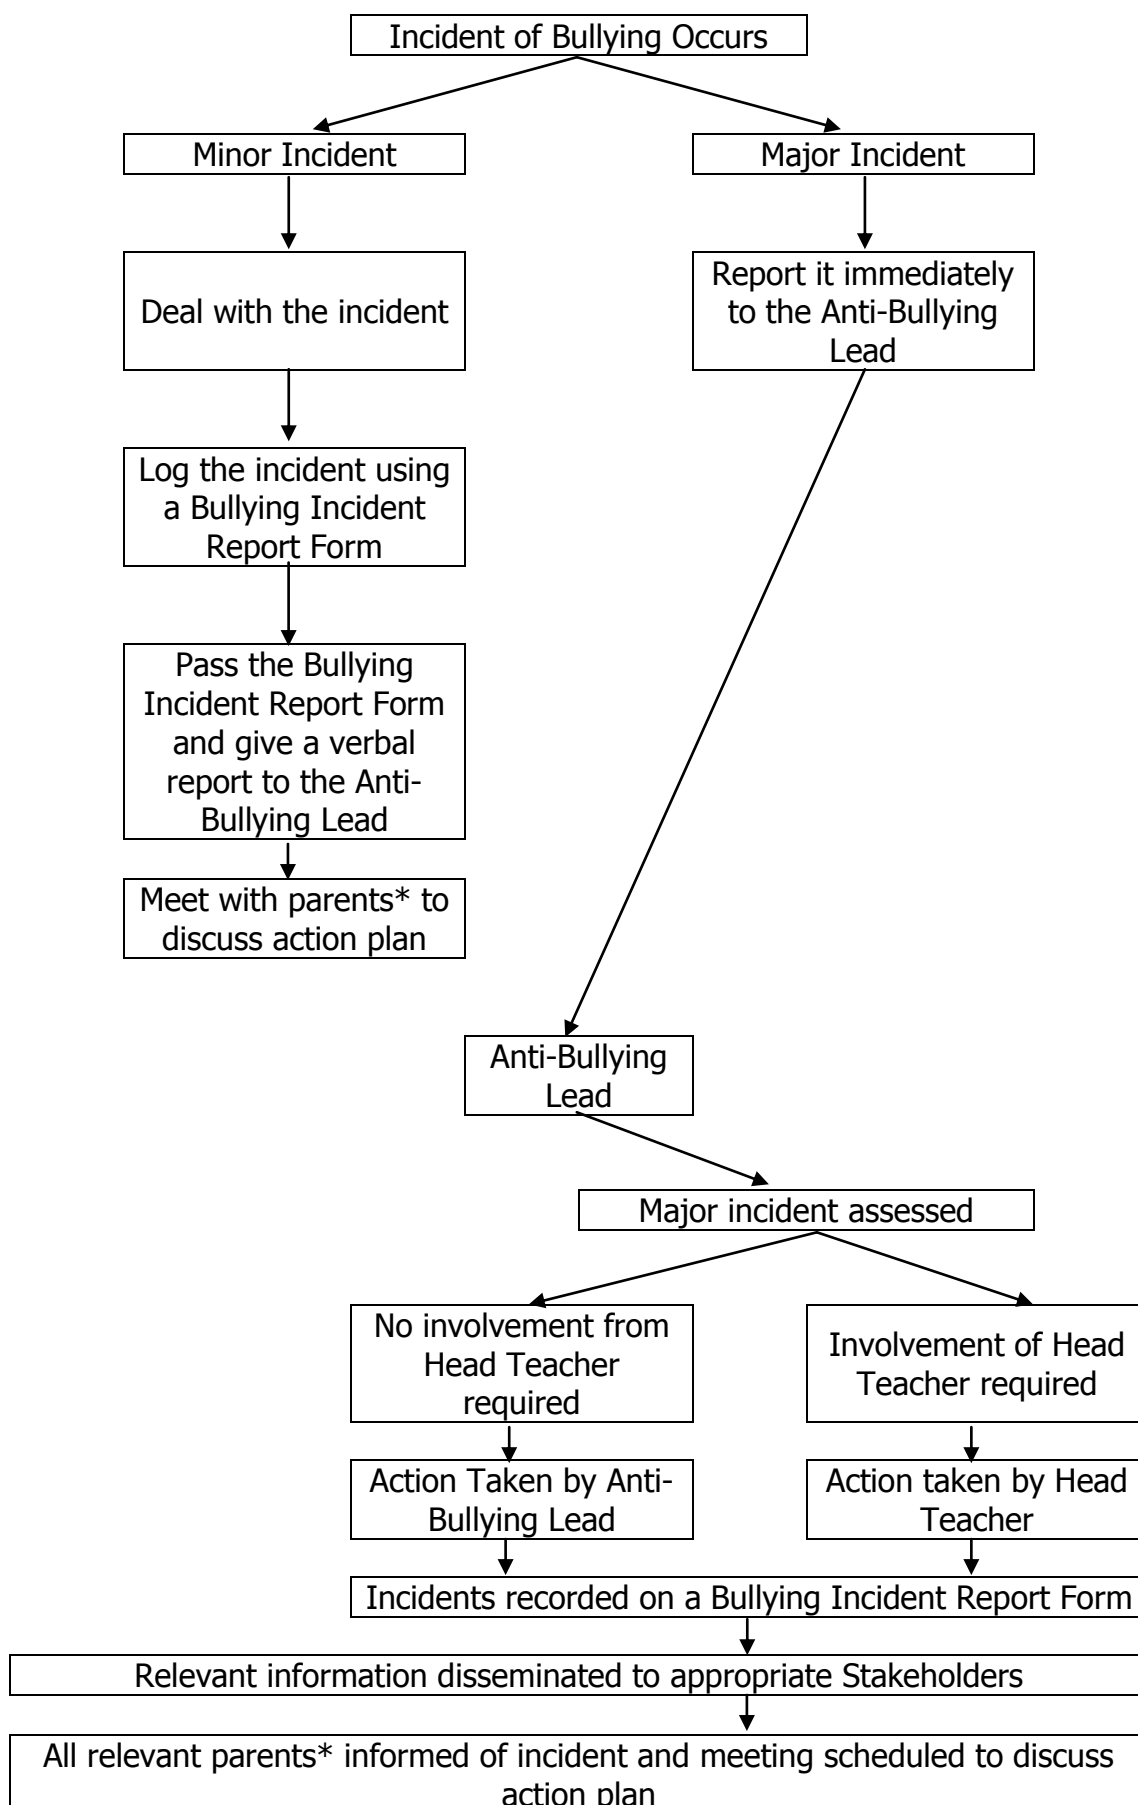 Incident of Bullying Occurs
Minor Incident
Major Incident
Deal with the incident
Report it immediately
to the Anti-Bullying
Lead
Log the incident using
a Bullying Incident
Report Form
Pass the Bullying
Incident Report Form
and give a verbal
report to the Anti-
Bullying Lead
Meet with parents* to
discuss action plan
Anti-Bullying
Lead
Major incident assessed
No involvement from
Head Teacher
required
Involvement of Head
Teacher required
Action Taken by Anti-
Bullying Lead
Action taken by Head
Teacher
Incidents recorded on a Bullying Incident Report Form
Relevant information disseminated to appropriate Stakeholders
All relevant parents* informed of incident and meeting scheduled to discuss
action plan